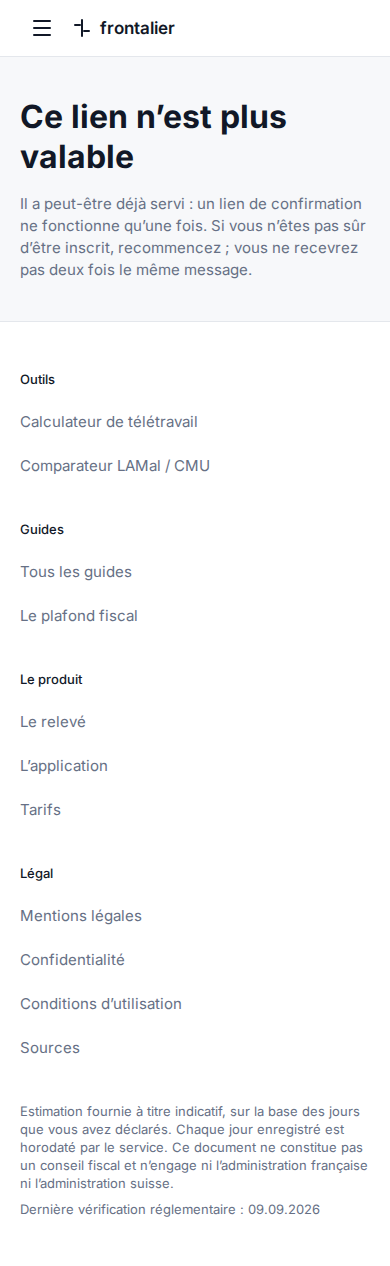 frontalier
Ce lien n’est plus
valable
Il a peut-être déjà servi : un lien de confirmation
ne fonctionne qu’une fois. Si vous n’êtes pas sûr
d’être inscrit, recommencez ; vous ne recevrez
pas deux fois le même message.
Outils
Calculateur de télétravail
Comparateur LAMal / CMU
Guides
Tous les guides
Le plafond fiscal
Le produit
Le relevé
L’application
Tarifs
Légal
Mentions légales
Confidentialité
Conditions d’utilisation
Sources
Estimation fournie à titre indicatif, sur la base des jours
que vous avez déclarés. Chaque jour enregistré est
horodaté par le service. Ce document ne constitue pas
un conseil fiscal et n’engage ni l’administration française
ni l’administration suisse.
Dernière vérification réglementaire : 09.09.2026